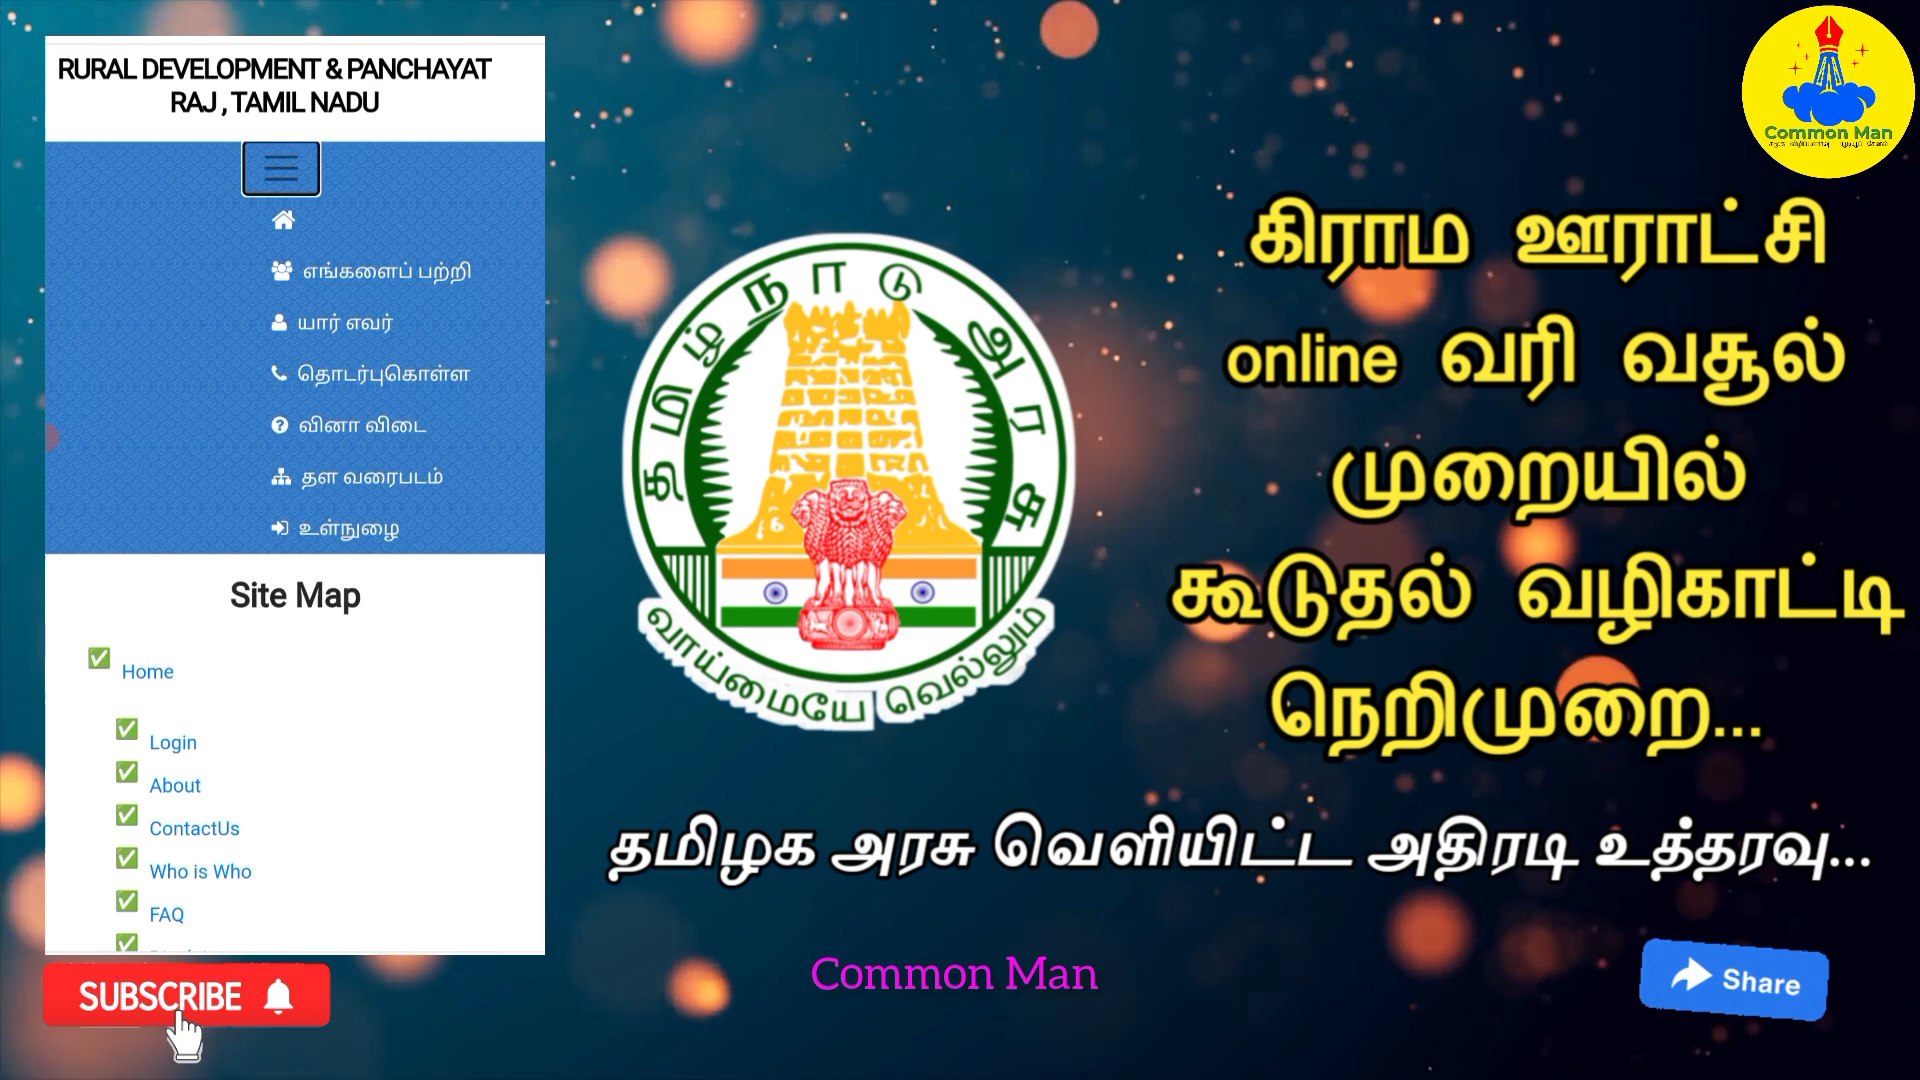 RURAL DEVELOPMENT & PANCHAYAT
RAJ , TAMIL NADU
எங்களைப் பற்றி
யார் எவர்
தொடர்புகொள்ள
வினா விடை
தள வரைபடம்
உள்நுழை
Site Map
Home
Login
About
ContactUs
Who is Who
FAQ
SUBSCRIBE
தமிழ் நாடு அரசு
வாய்மையே வெல்லும்
Common Man
கிராம ஊராட்சி
online வரி வசூல்
முறையில்
கூடுதல் வழிகாட்டி
நெறிமுறை...
தமிழக அரசு வெளியிட்ட அதிரடி உத்தரவு...
Common Man
Share